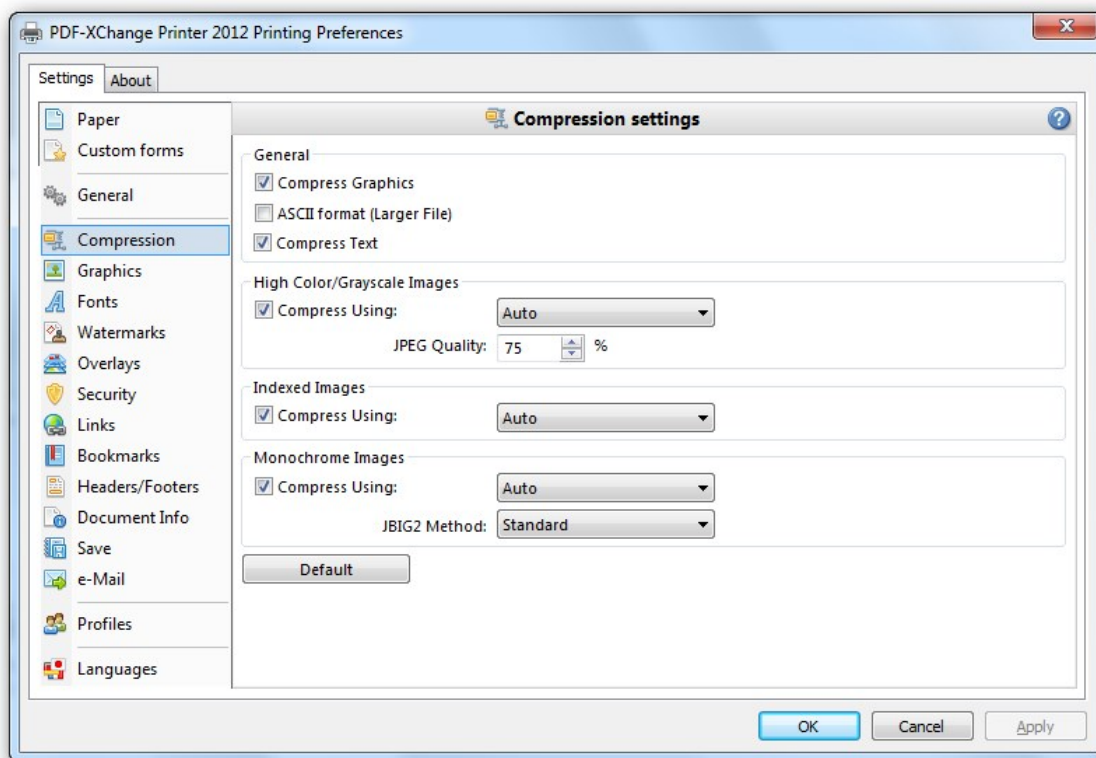 PDF-XChange Printer 2012 Printing Preferences
Settings
About
Paper
Custom forms
General
Compression
Graphics
Fonts
Watermarks
Overlays
Security
Links
Bookmarks
Headers/Footers
Document Info
Save
e-Mail
Profiles
Languages
Compression settings
General
Compress Graphics
ASCII format (Larger File)
Compress Text
High Color/Grayscale Images
Compress Using: Auto
JPEG Quality: 75 %
Indexed Images
Compress Using: Auto
Monochrome Images
Compress Using: Auto
JBIG2 Method: Standard
Default
OK Cancel Apply